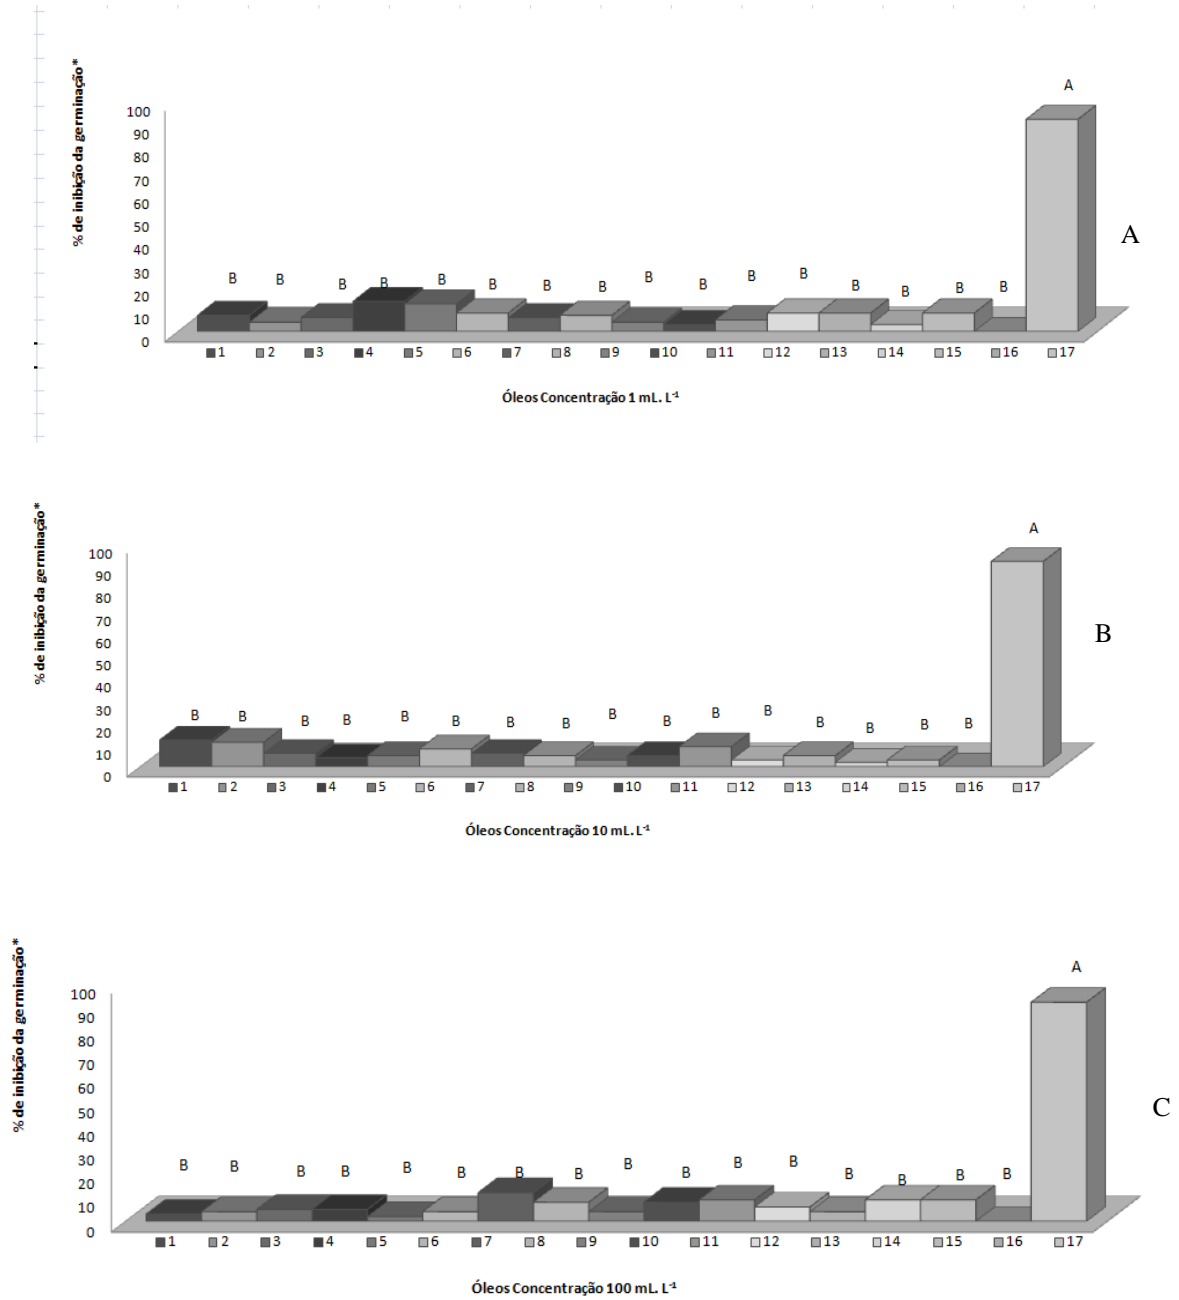 A
100
90
80
70
60
50
40
30
20
10
0
% de inibição da germinação*
B B B B B B B B B B B B B B B B
A
1 2 3 4 5 6 7 8 9 10 11 12 13 14 15 16 17
Óleos Concentração 1 mL. L-1
A
100
90
80
70
60
50
40
30
20
10
0
% de inibição da germinação*
B
B B B B B B B B B B B B B B B B
1 2 3 4 5 6 7 8 9 10 11 12 13 14 15 16 17
Óleos Concentração 10 mL. L-1
A
100
90
80
70
60
50
40
30
20
10
0
% de inibição da germinação*
C
B B B B B B B B B B B B B B B B
1 2 3 4 5 6 7 8 9 10 11 12 13 14 15 16 17
Óleos Concentração 100 mL. L-1